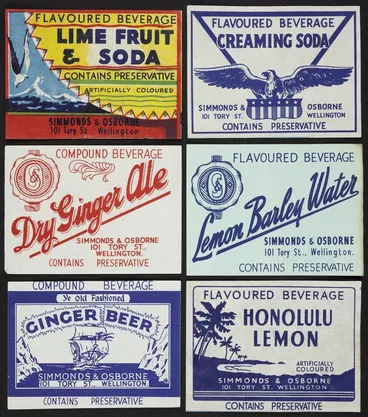 FLAVOURED BEVERAGE
LIME FRUIT
& SODA
CONTAINS PRESERVATIVE
ARTIFICIALLY COLOURED
SIMMONDS & OSBORNE
101 Tory St., Wellington
FLAVOURED BEVERAGE
CREAMING SODA
SIMMONDS & OSBORNE
101 TORY ST. WELLINGTON
CONTAINS PRESERVATIVE
COMPOUND BEVERAGE
Dry Ginger Ale
SIMMONDS & OSBORNE
101 TORY ST.,
WELLINGTON.
CONTAINS PRESERVATIVE
FLAVOURED BEVERAGE
Lemon Barley Water
SIMMONDS & OSBORNE
101 Tory St., Wellington.
CONTAINS PRESERVATIVE
COMPOUND BEVERAGE
Ye Old Fashioned
GINGER BEER
SIMMONDS & OSBORNE
101 TORY ST., WELLINGTON.
CONTAINS PRESERVATIVE
FLAVOURED BEVERAGE
HONOLULU
LEMON
ARTIFICIALLY
COLOURED
SIMMONDS & OSBORNE
101 TORY ST., WELLINGTON
CONTAINS PRESERVATIVE